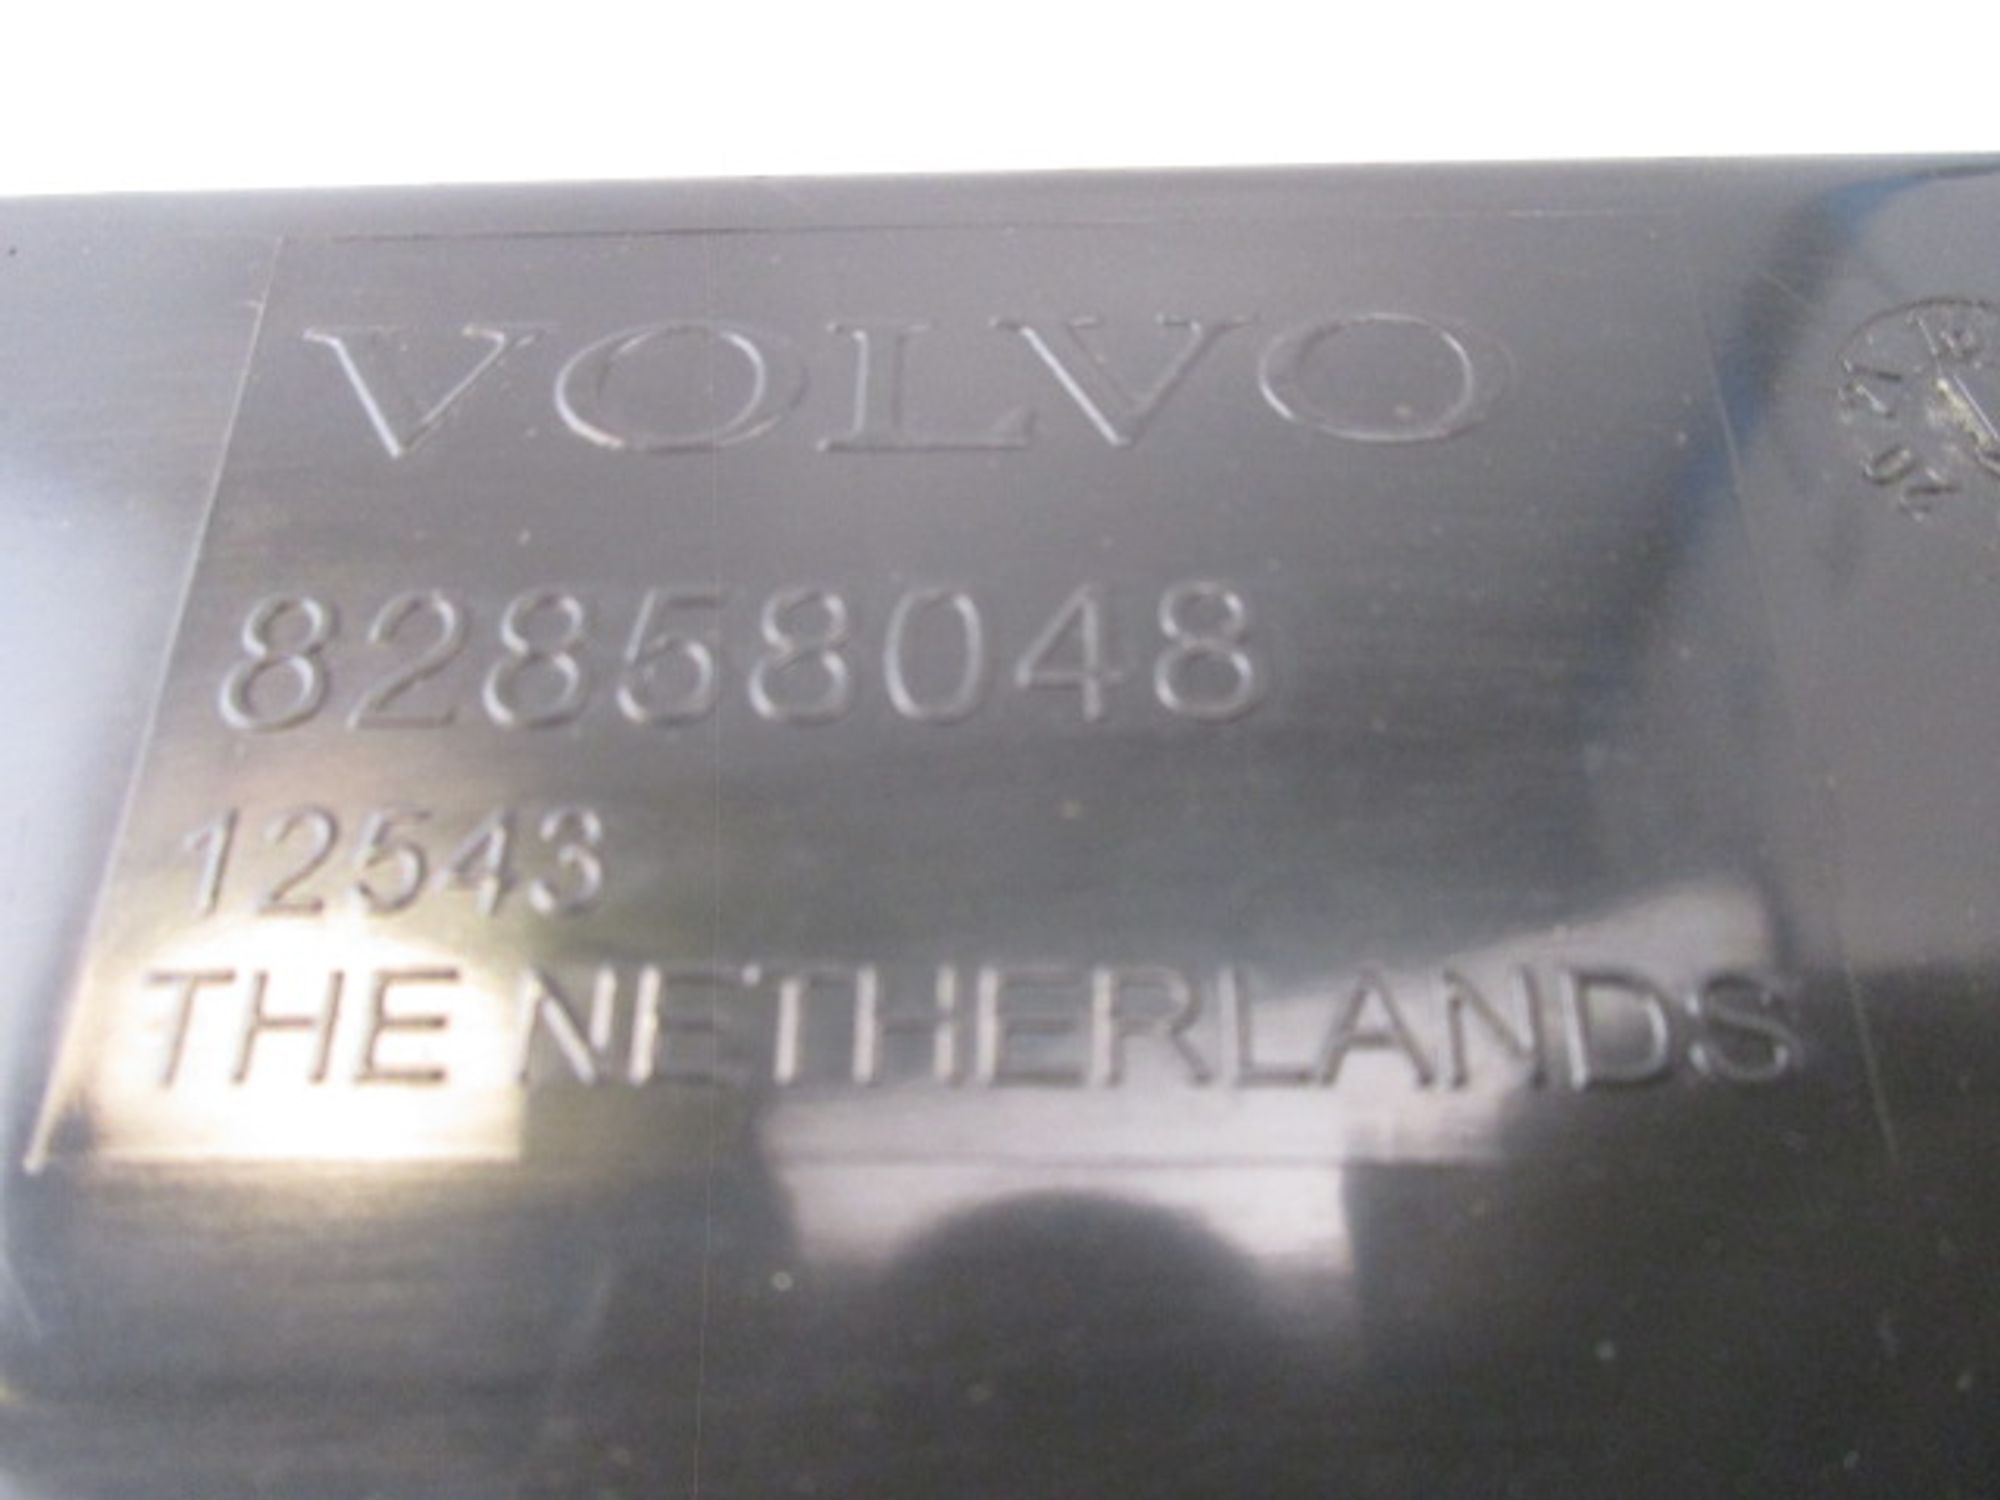 VOLVO
82858048
12543
THE NETHERLANDS